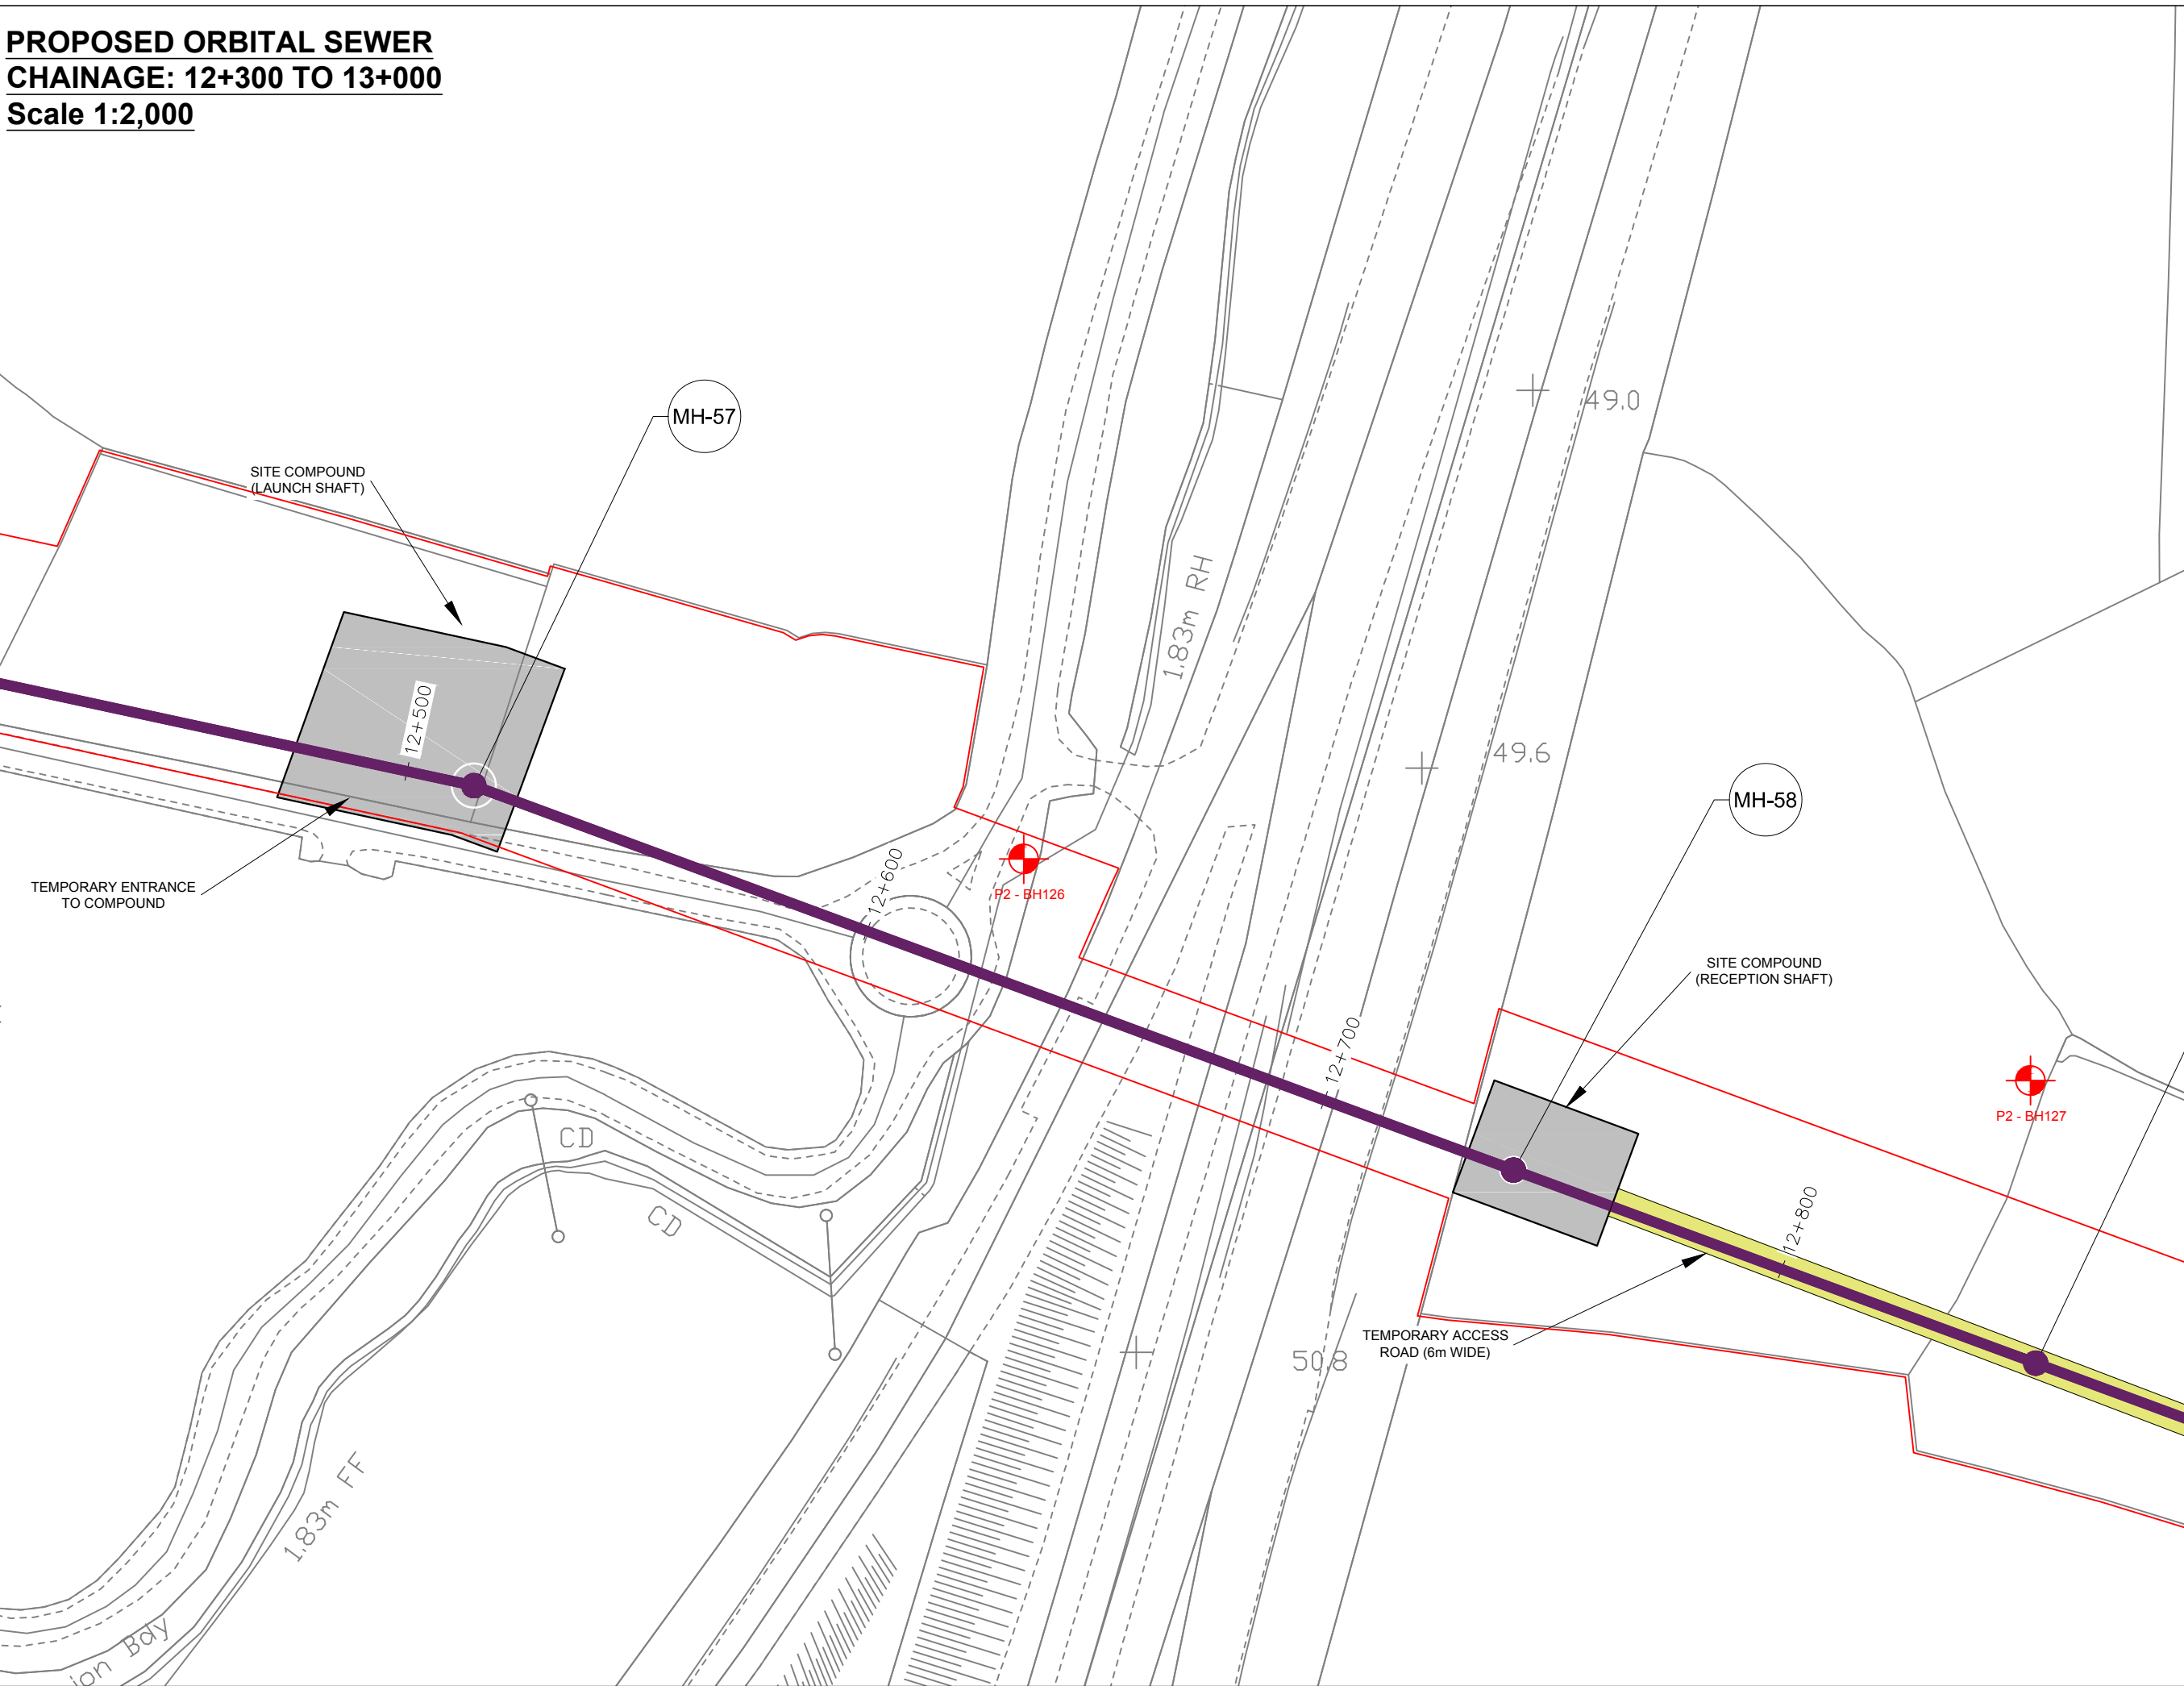 PROPOSED ORBITAL SEWER
CHAINAGE: 12+300 TO 13+000
Scale 1:2,000
49.0
MH-57
SITE COMPOUND
(LAUNCH SHAFT)
1.83m RH
12+500
49.6
MH-58
12+600
P2 - BH126
TEMPORARY ENTRANCE
TO COMPOUND
SITE COMPOUND
(RECEPTION SHAFT)
12+700
P2 - BH127
CD
CD
12+800
TEMPORARY ACCESS
ROAD (6m WIDE)
50.8
1.83m FF
ion Bdy